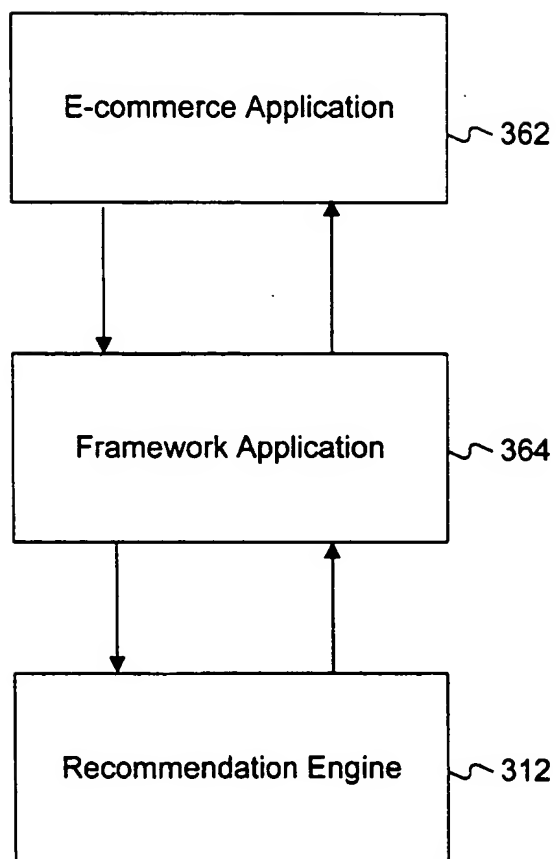 E-commerce Application
362
Framework Application
364
Recommendation Engine
312